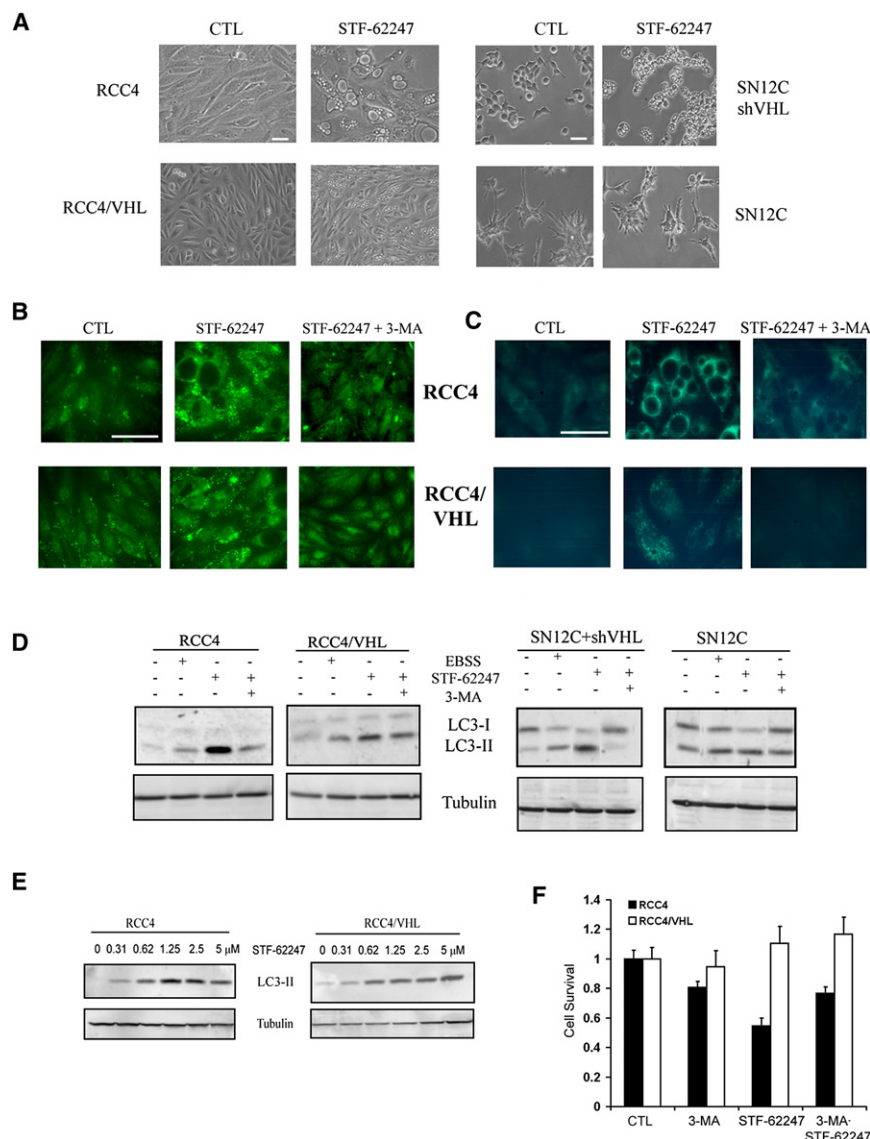 A
CTL STF-62247 CTL STF-62247
RCC4
SN12C
shVHL
RCC4/VHL
SN12C
B
CTL STF-62247 STF-62247 + 3-MA
C
CTL STF-62247 STF-62247 + 3-MA
RCC4
RCC4/
VHL
D
RCC4 RCC4/VHL SN12C+shVHL SN12C
- + - - - + - - EBSS - + - - - + - -
- - + + - - + + STF-62247 - - + + - - + +
- - - + - - - + 3-MA - - - + - - - +
LC3-I
LC3-II
Tubulin
E
RCC4 RCC4/VHL
0 0.31 0.62 1.25 2.5 5 µM STF-62247 0 0.31 0.62 1.25 2.5 5 µM
LC3-II
Tubulin
F
RCC4
RCC4/VHL
Cell Survival
1.4
1.2
1
0.8
0.6
0.4
0.2
0
CTL 3-MA STF-62247 3-MA-
STF-62247